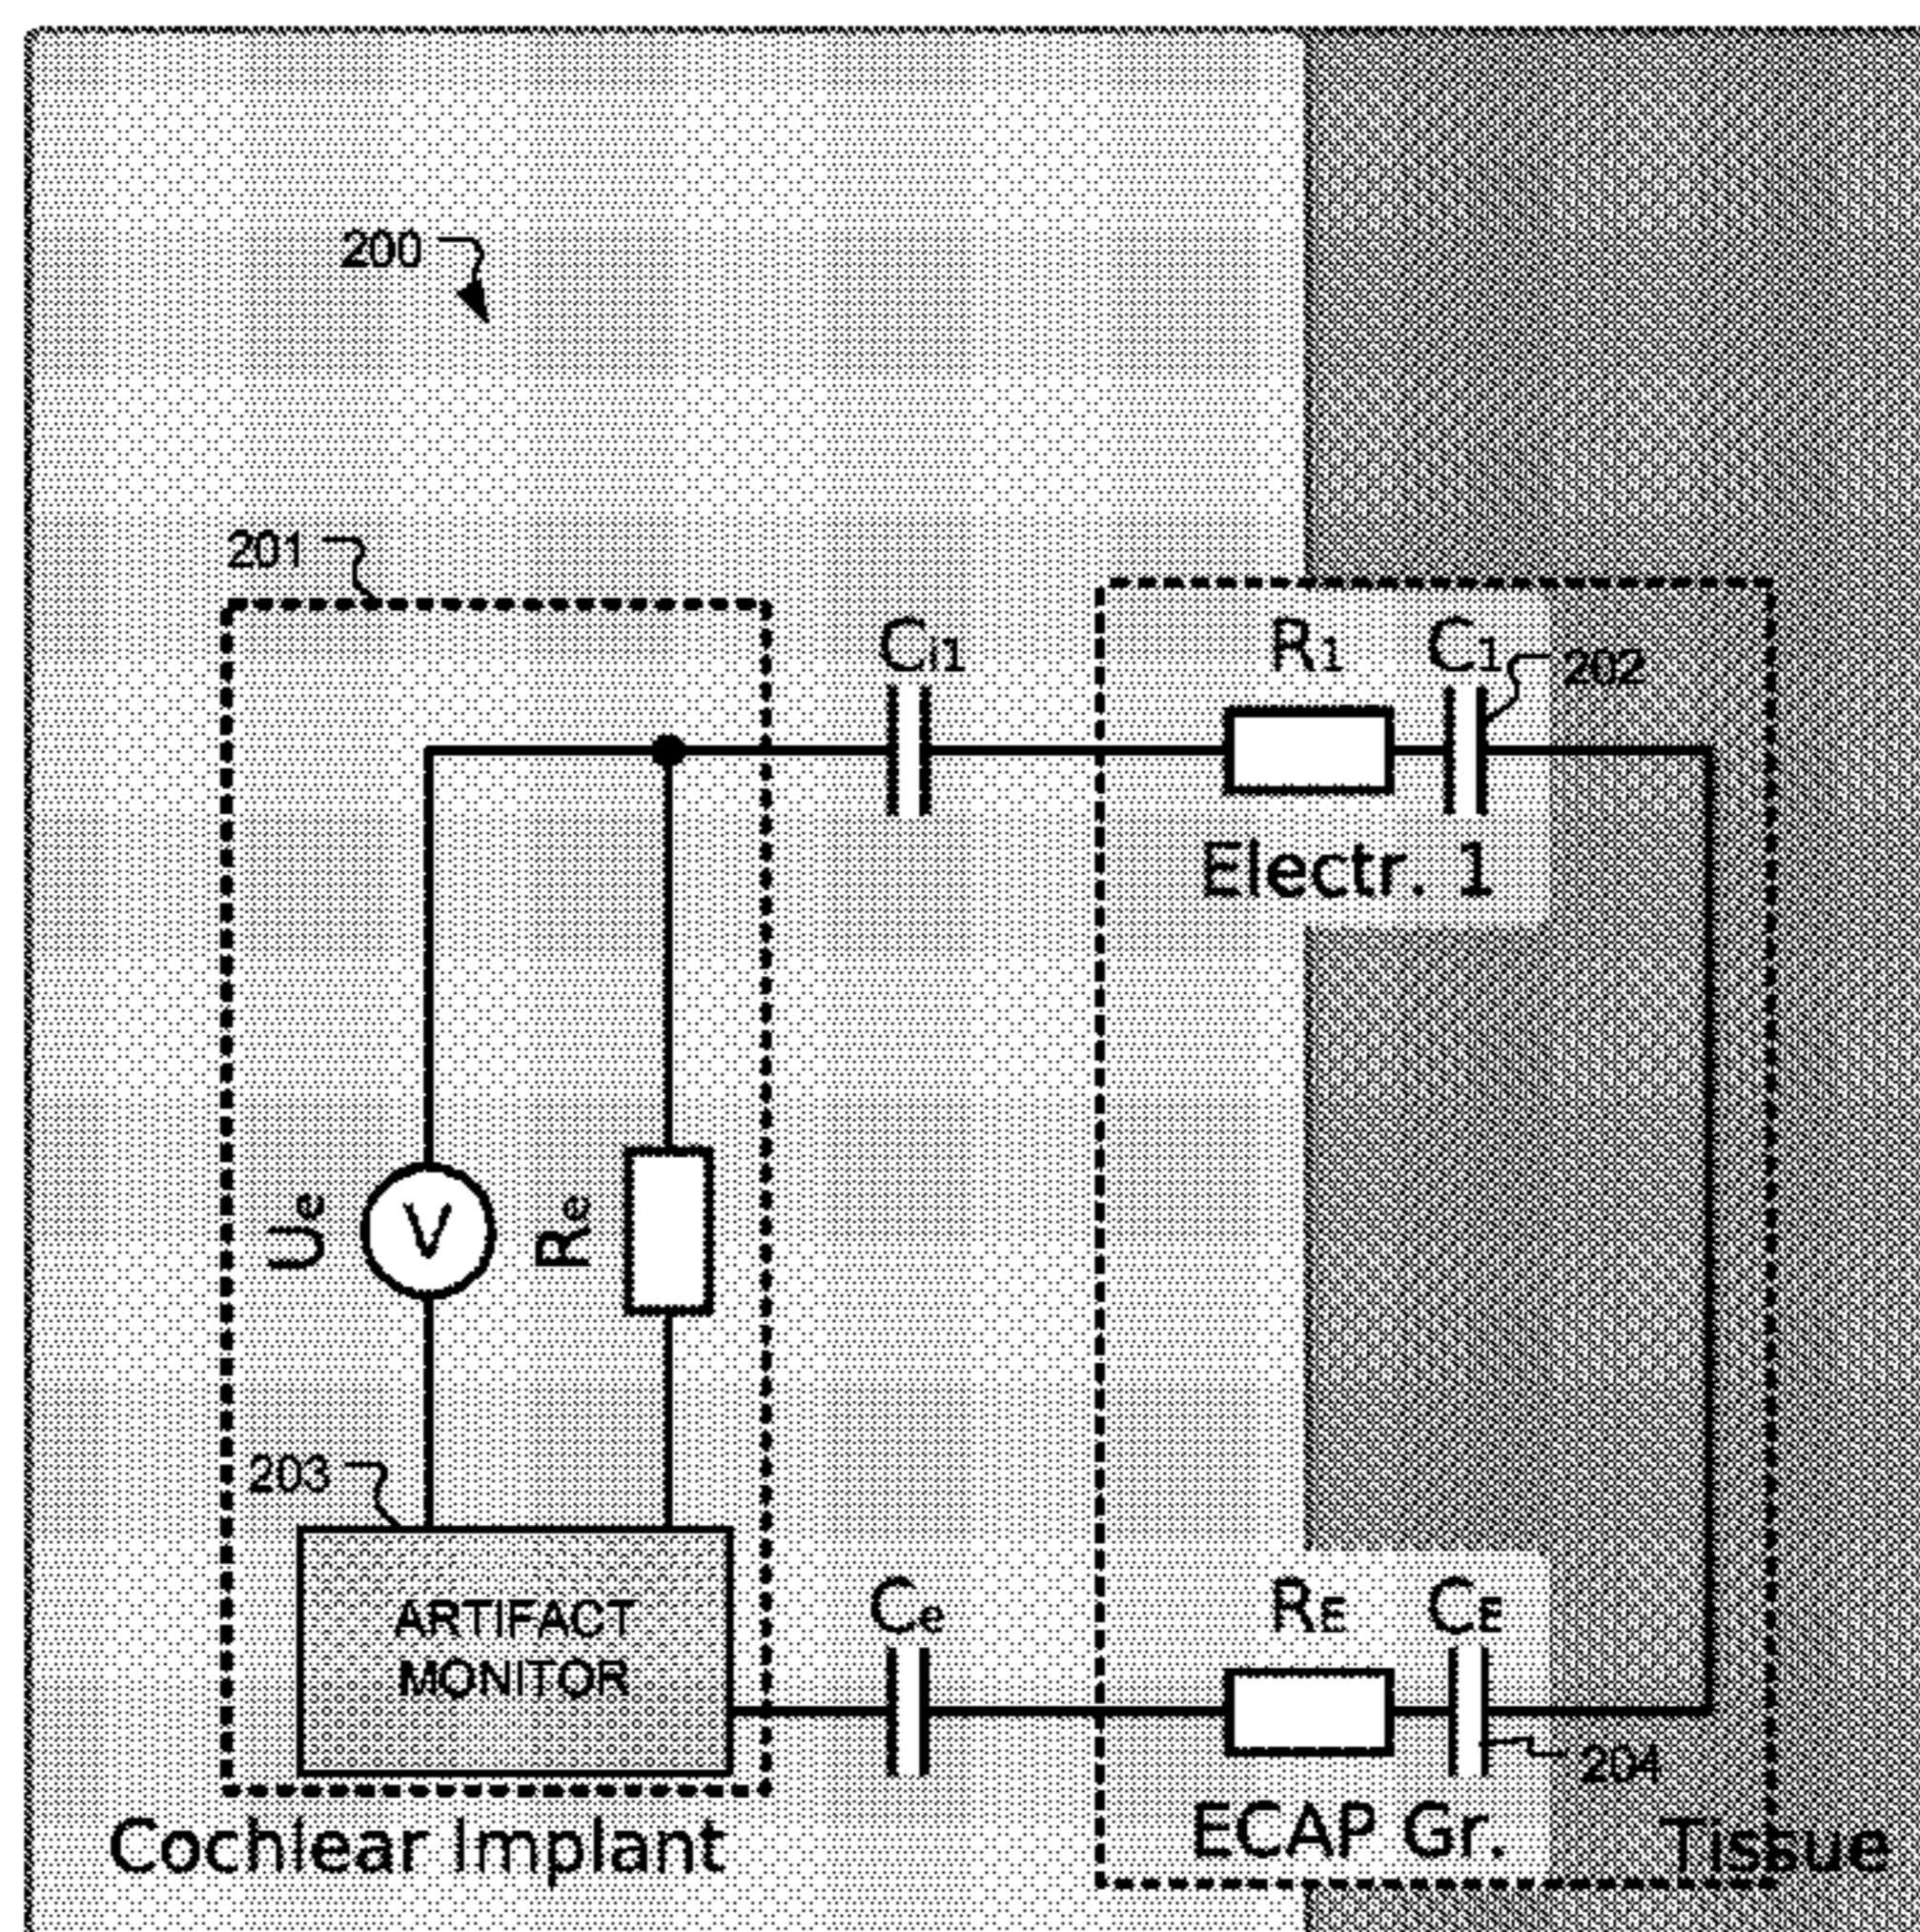 200
201
Ci1
R1
C1
202
Electr. 1
Ue
V
Re
203
ARTIFACT
MONITOR
Ce
RE
CE
204
ECAP Gr.
Cochlear Implant
Tissue